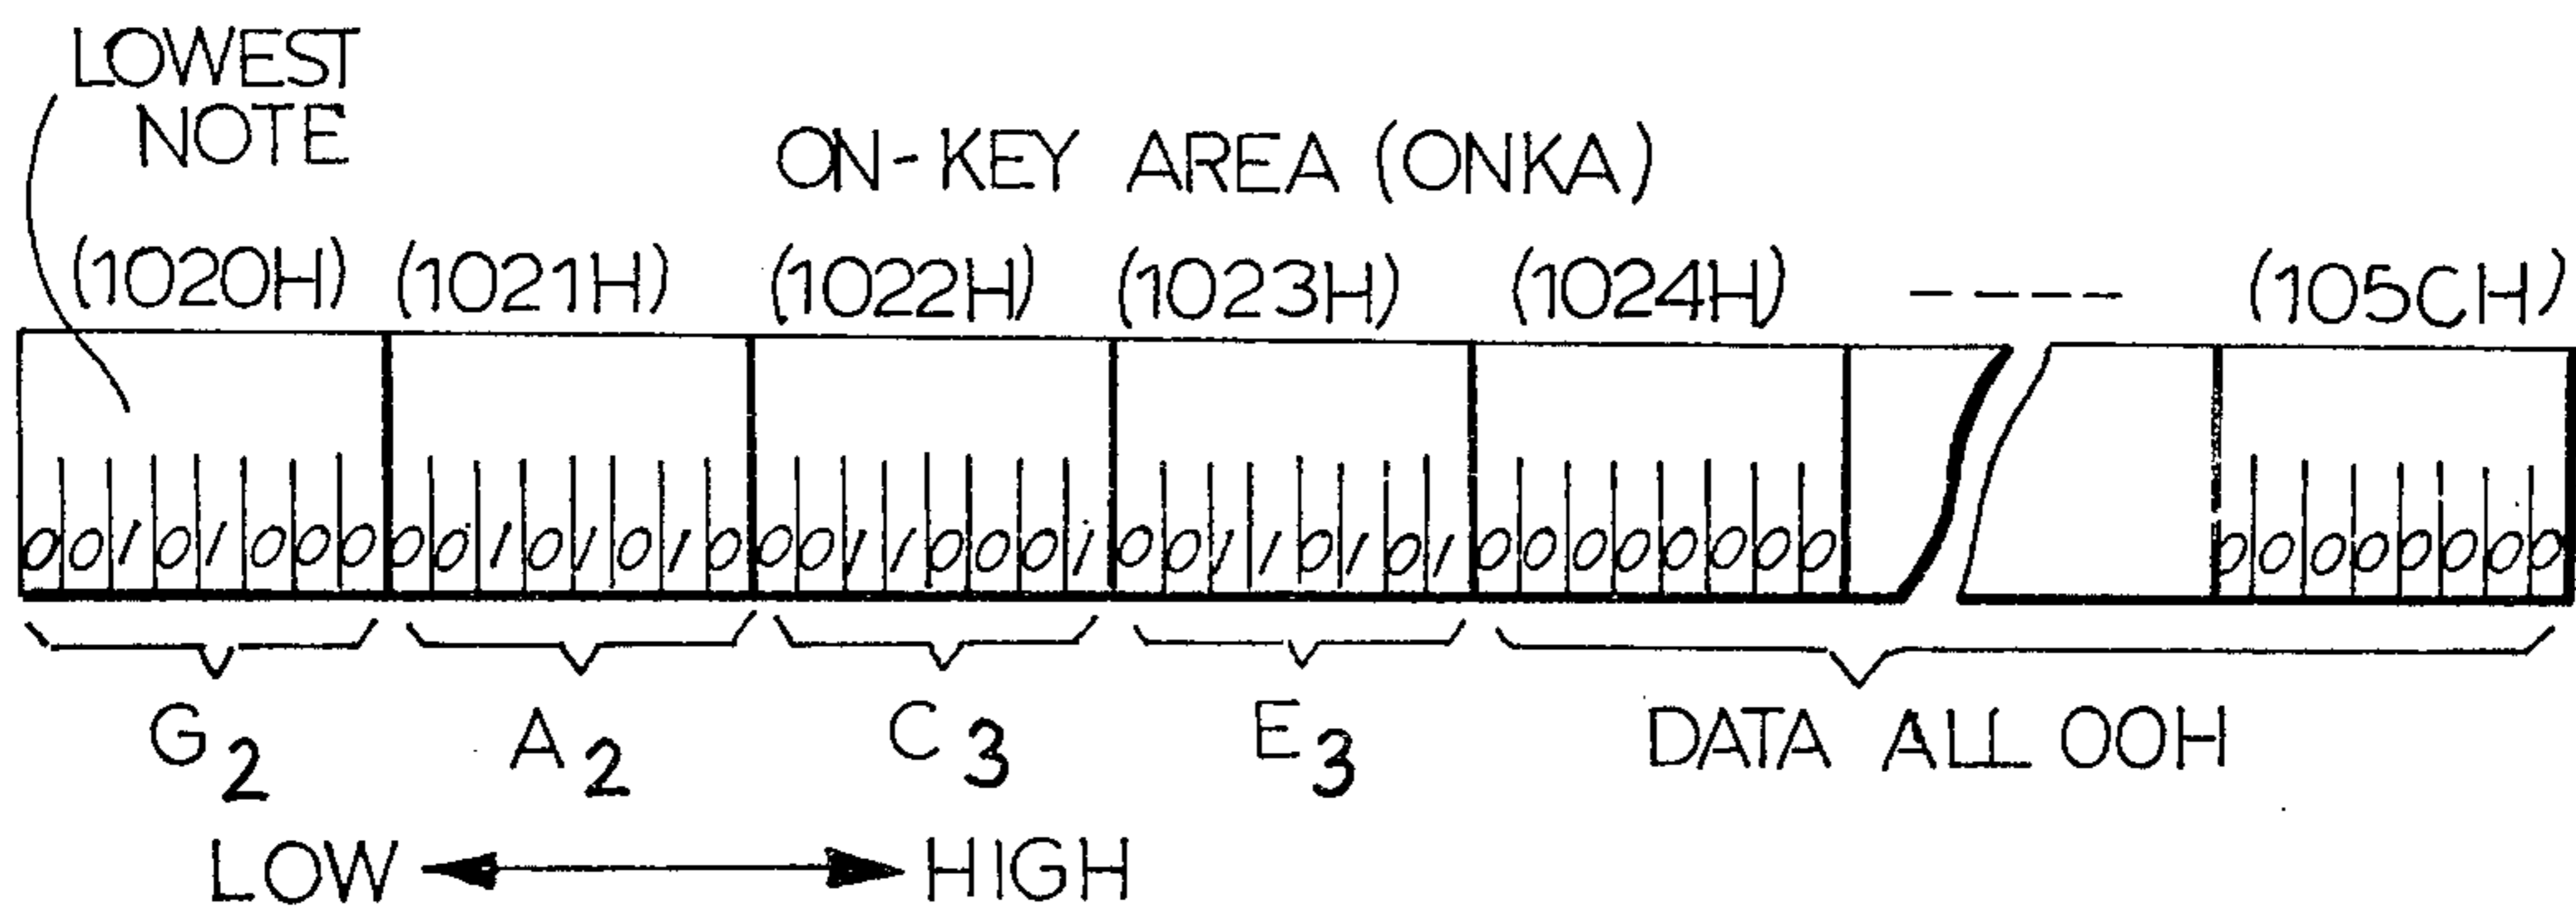 LOWEST
NOTE
ON-KEY AREA (ONKA)
(1020H) (1021H) (1022H) (1023H) (1024H) ---- (105CH)
0 0 1 0 1 0 0 0 0 0 1 0 1 0 1 0 0 0 1 1 0 0 0 1 0 0 1 1 0 1 0 1 0 0 0 0 0 0 0 0 0 0 0 0 0 0 0 0
G2 A2 C3 E3 DATA ALL 00H
LOW HIGH